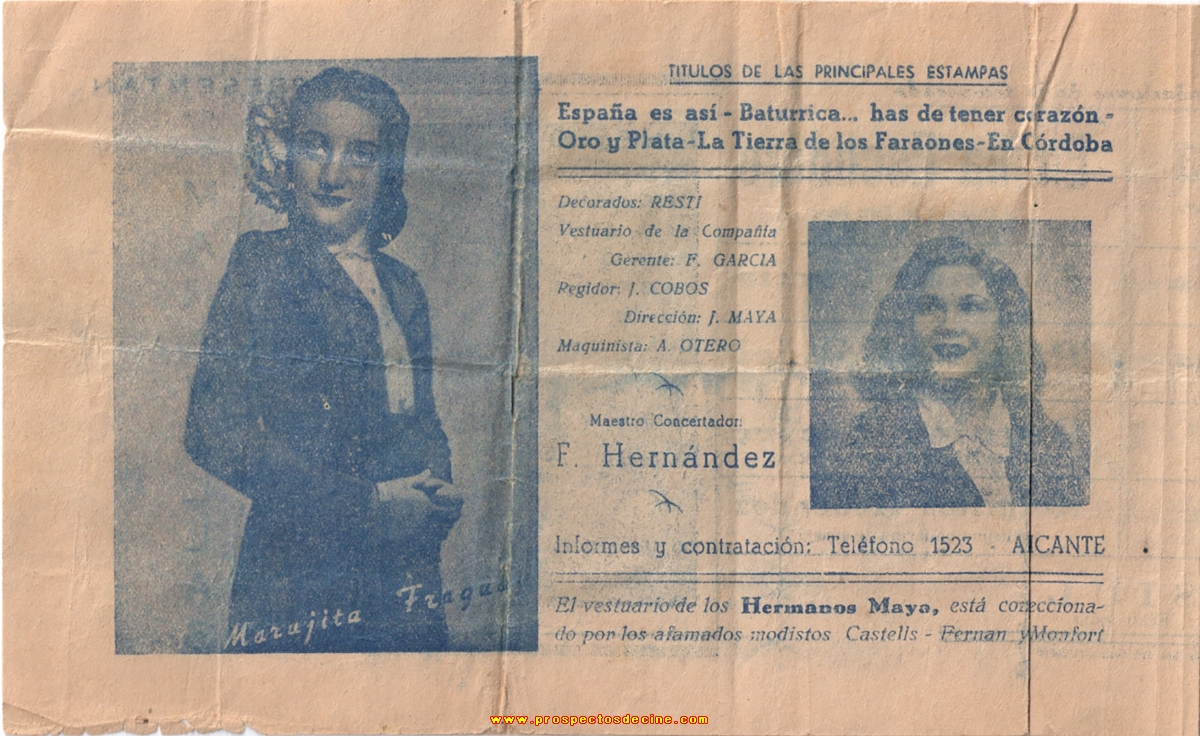 Marujita Fraguas
TITULOS DE LAS PRINCIPALES ESTAMPAS
España es así - Baturrica... has de tener corazón -
Oro y Plata - La Tierra de los Faraones - En Córdoba
Decorados: RESTI
Vestuario de la Compañía
Gerente: F. GARCIA
Regidor: J. COBOS
Dirección: J. MAYA
Maquinista: A. OTERO
Maestro Concertador:
F. Hernández
Informes y contratación: Teléfono 1523 - AICANTE
El vestuario de los Hermanos Maya, está confecciona-
do por los afamados modistos Castells - Fernan y Monfort
www.prospectosdecine.com